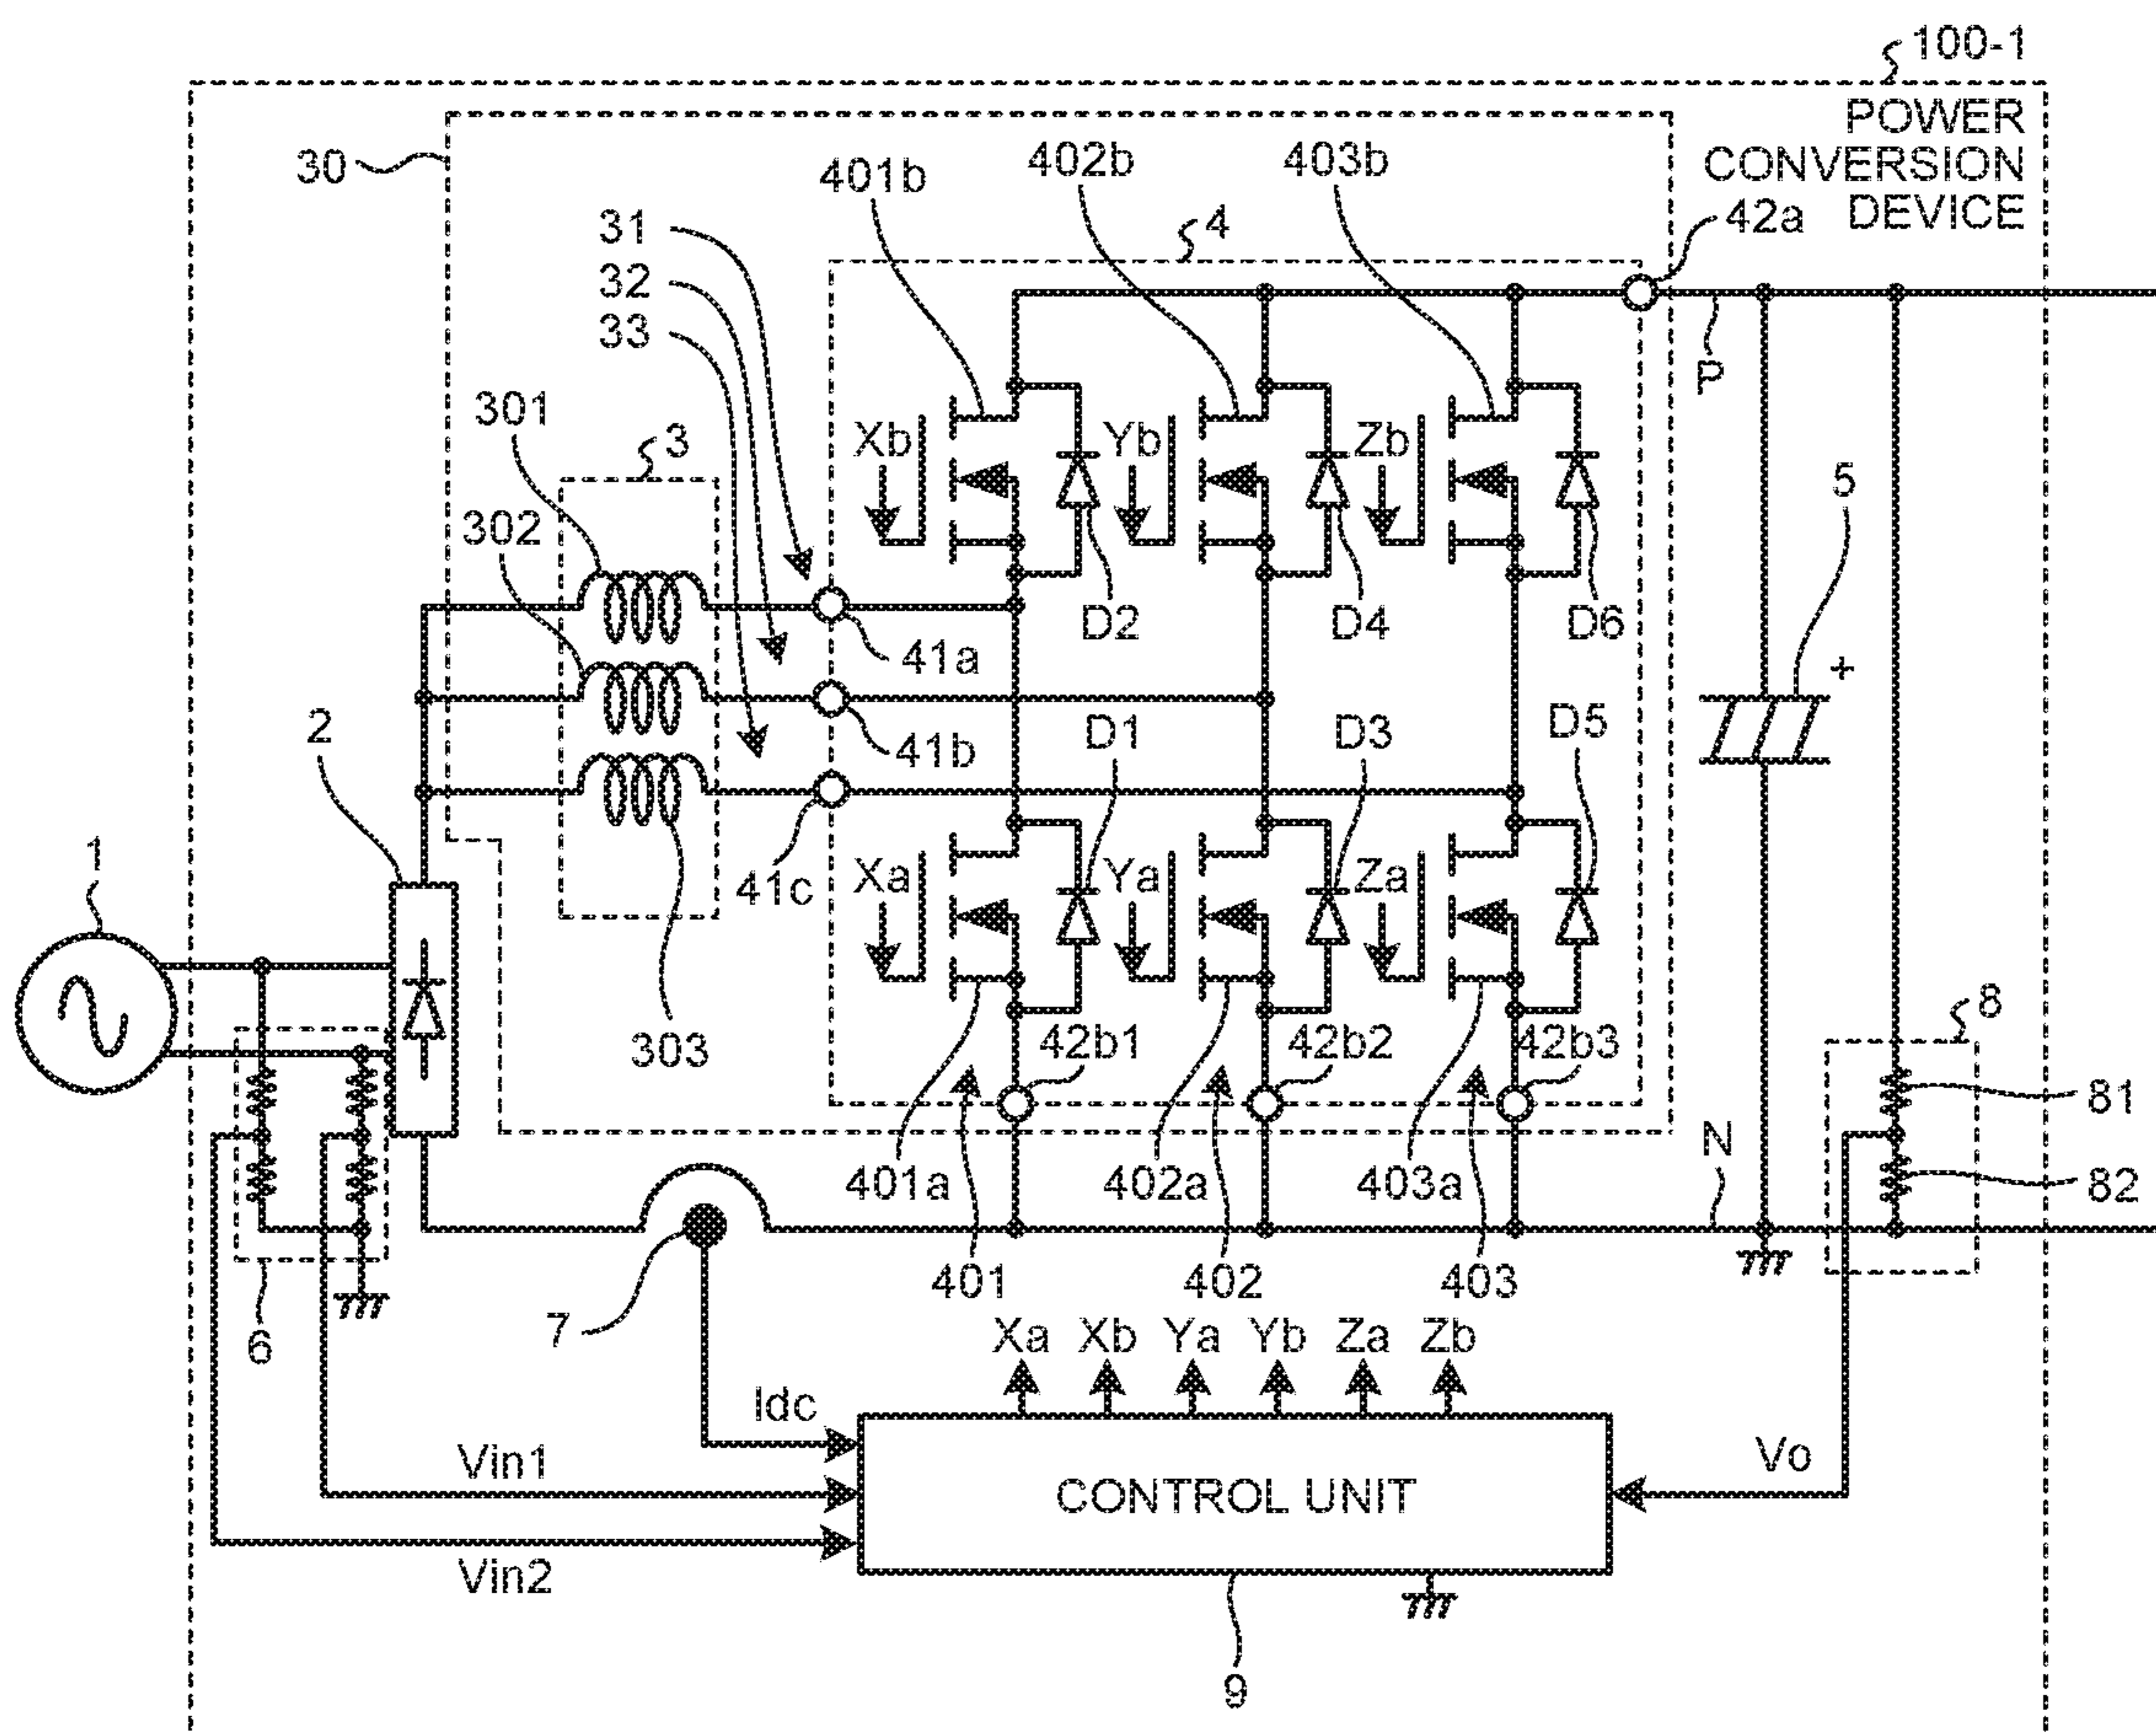 100-1
POWER
CONVERSION
DEVICE
30
401b
402b
403b
42a
31
32
33
4
P
301
3
Xb
Yb
Zb
5
302
D2
D4
D6
+
41a
2
41b
D1
D3
D5
1
41c
Xa
Ya
Za
303
42b1
42b2
42b3
8
81
N
401a
402a
403a
82
401
402
403
6
7
Xa Xb Ya Yb Za Zb
Idc
Vin1
Vo
CONTROL UNIT
Vin2
9